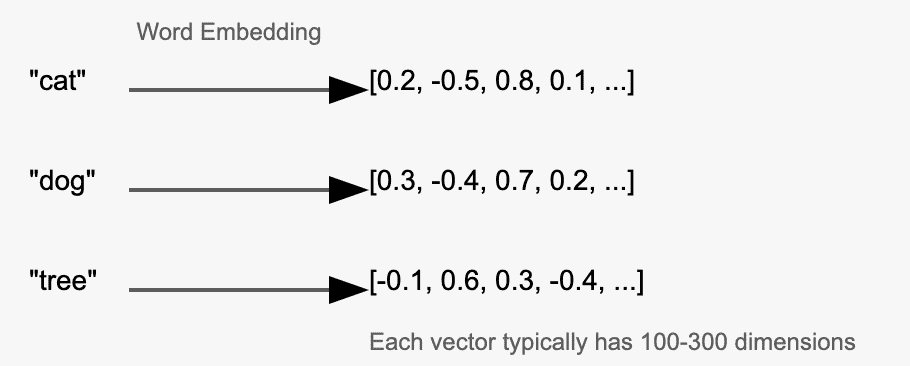 Word Embedding
"cat" [0.2, -0.5, 0.8, 0.1, ...]
"dog" [0.3, -0.4, 0.7, 0.2, ...]
"tree" [-0.1, 0.6, 0.3, -0.4, ...]
Each vector typically has 100-300 dimensions